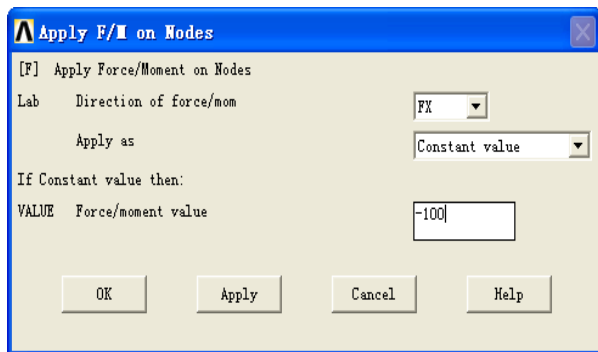 Apply F/M on Nodes
[F] Apply Force/Moment on Nodes
Lab Direction of force/mom FX
Apply as Constant value
If Constant value then:
VALUE Force/moment value -100
OK Apply Cancel Help